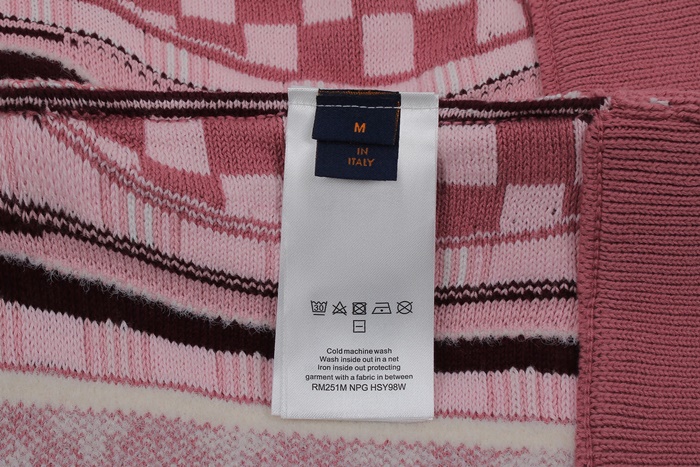 M
IN
ITALY
30
Cold machine wash
Wash inside out in a net
Iron inside out protecting
garment with a fabric in between
RM251M NPG HSY98W